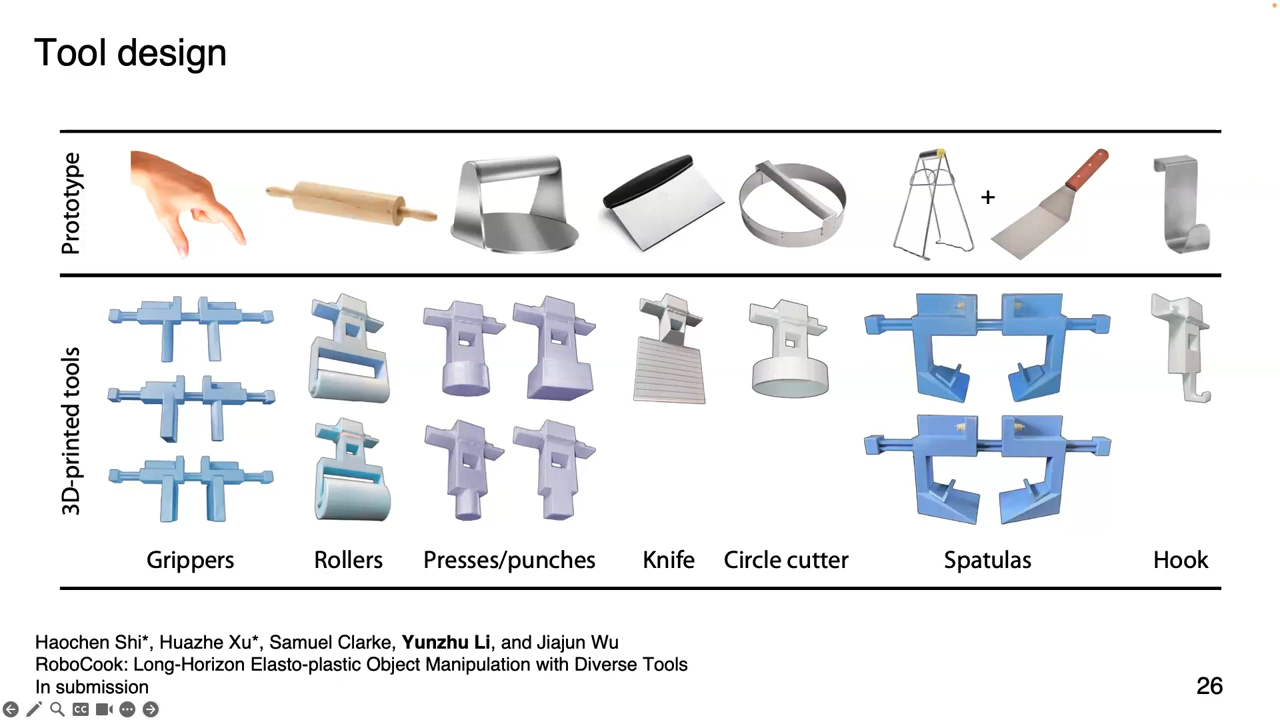 Tool design
Prototype
+
3D-printed tools
Grippers
Rollers
Presses/punches
Knife
Circle cutter
Spatulas
Hook
Haochen Shi*, Huazhe Xu*, Samuel Clarke, Yunzhu Li, and Jiajun Wu
RoboCook: Long-Horizon Elasto-plastic Object Manipulation with Diverse Tools
In submission
26